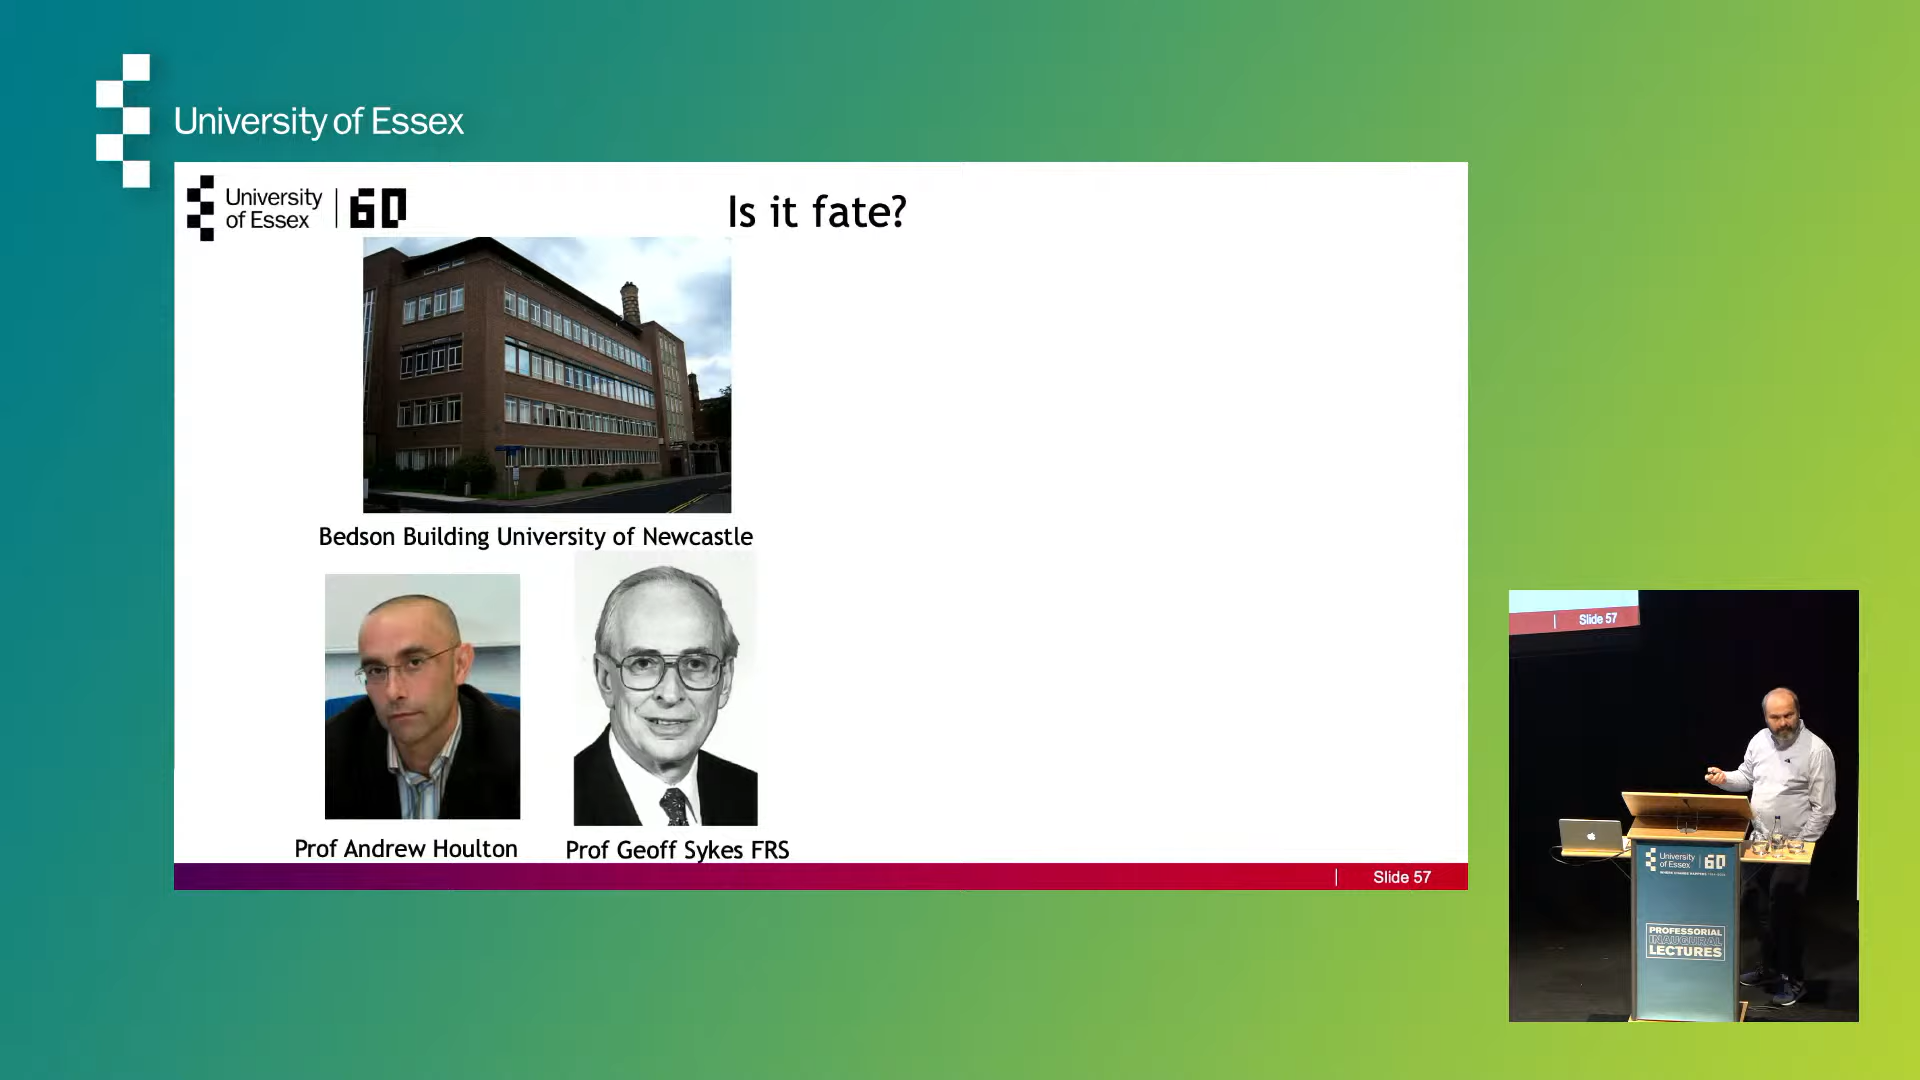 University of Essex
University
of Essex
60
Is it fate?
Bedson Building University of Newcastle
Prof Andrew Houlton
Prof Geoff Sykes FRS
Slide 57
Slide 57
University
of Essex
60
PROFESSORIAL
INAUGURAL
LECTURES